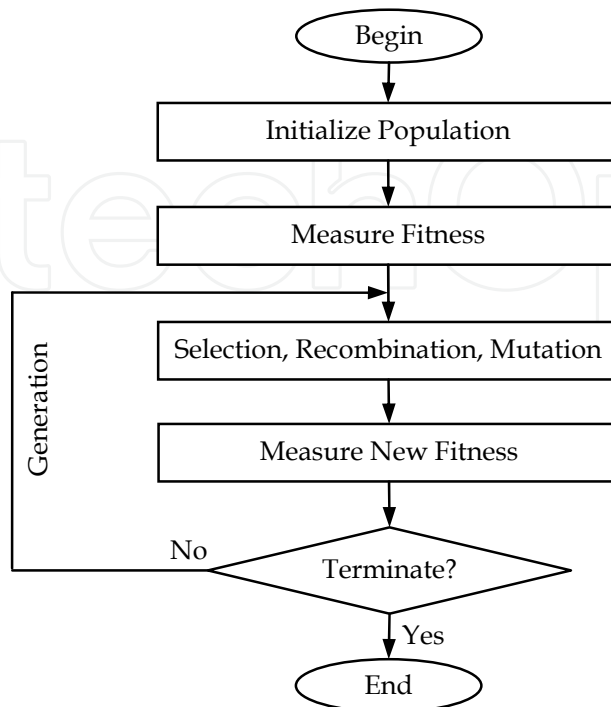 Begin
Initialize Population
Measure Fitness
Selection, Recombination, Mutation
Generation
Measure New Fitness
No
Terminate?
Yes
End